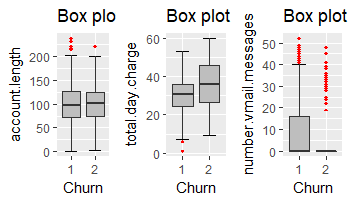 Box plo
Box plot
Box plot
account.length
200
150
100
50
0
1
2
Churn
total.day.charge
60
40
20
0
1
2
Churn
number.vmail.messages
50
40
30
20
10
0
1
2
Churn